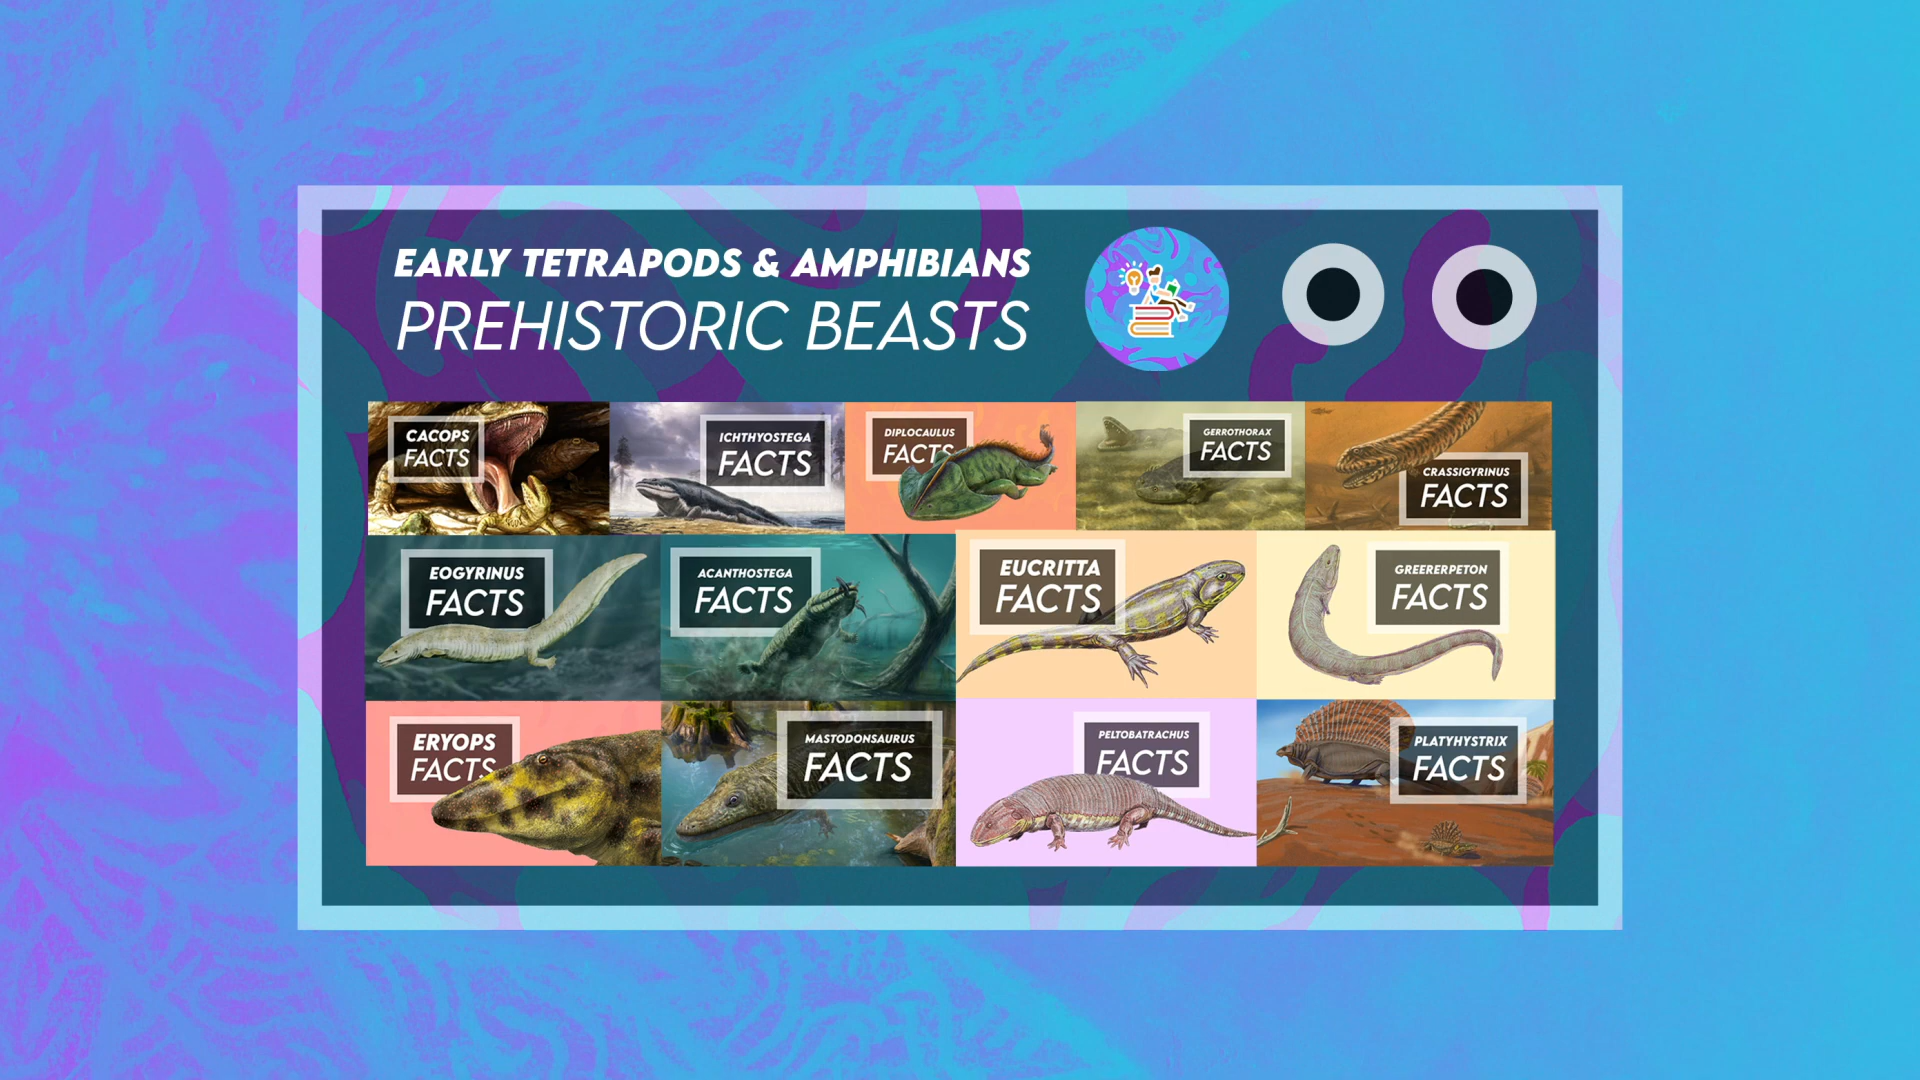 EARLY TETRAPODS & AMPHIBIANS
PREHISTORIC BEASTS
CACOPS
FACTS
ICHTHYOSTEGA
FACTS
DIPLOCAULUS
FACTS
GERROTHORAX
FACTS
CRASSIGYRINUS
FACTS
EOGYRINUS
FACTS
ACANTHOSTEGA
FACTS
EUCRITTA
FACTS
GREERERPETON
FACTS
ERYOPS
FACTS
MASTODONSAURUS
FACTS
PELTOBATRACHUS
FACTS
PLATYHYSTRIX
FACTS